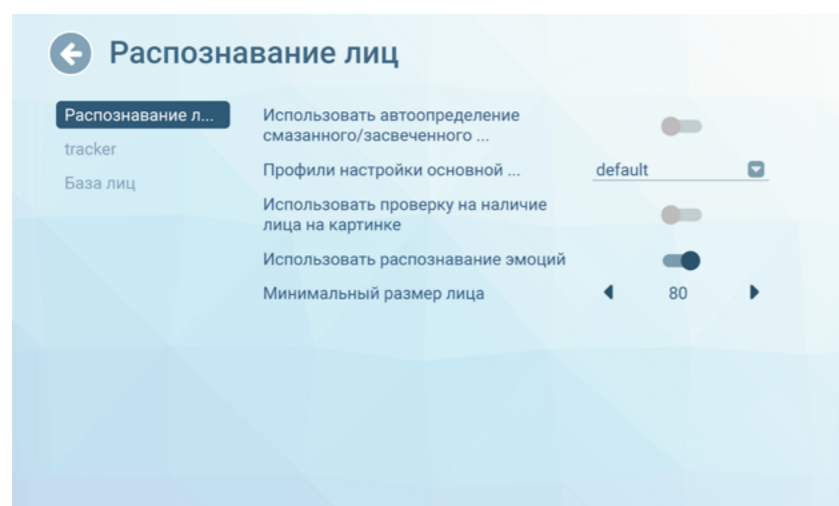 Распознавание лиц
Распознавание л...
tracker
База лиц
Использовать автоопределение
смазанного/засвеченного ...
Профили настройки основной ...
default
Использовать проверку на наличие
лица на картинке
Использовать распознавание эмоций
Минимальный размер лица
80